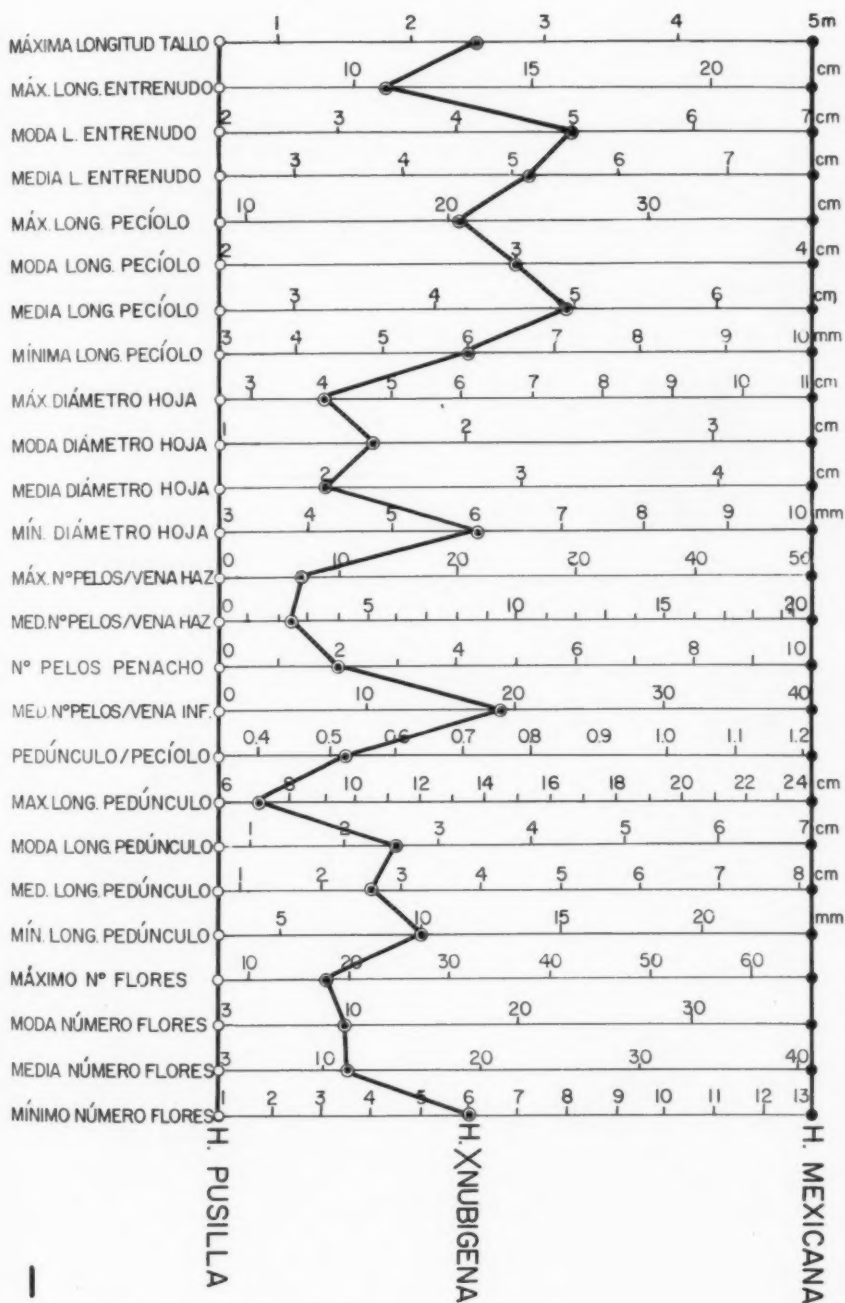 MÁXIMA LONGITUD TALLO 1 2 3 4 5 m
MÁX. LONG. ENTRENUDO 10 15 20 cm
MODA L. ENTRENUDO 2 3 4 5 6 7 cm
MEDIA L. ENTRENUDO 3 4 5 6 7 cm
MÁX. LONG. PECÍOLO 10 20 30 cm
MODA LONG. PECÍOLO 2 3 4 cm
MEDIA LONG. PECÍOLO 3 4 5 6 cm
MÍNIMA LONG. PECÍOLO 3 4 5 6 7 8 9 10 mm
MÁX. DIÁMETRO HOJA 3 4 5 6 7 8 9 10 11 cm
MODA DIÁMETRO HOJA 1 2 3 cm
MEDIA DIÁMETRO HOJA 2 3 4 cm
MÍN. DIÁMETRO HOJA 3 4 5 6 7 8 9 10 mm
MÁX. N° PELOS/VENA HAZ 0 10 20 20 40 50
MED. N° PELOS/VENA HAZ 0 5 10 15 20
N° PELOS PENACHO 0 2 4 6 8 10
MED. N° PELOS/VENA INF. 0 10 20 30 40
PEDÚNCULO/PECÍOLO 0.4 0.5 0.6 0.7 0.8 0.9 1.0 1.1 1.2
MAX. LONG. PEDÚNCULO 6 8 10 12 14 16 18 20 22 24 cm
MODA LONG. PEDÚNCULO 1 2 3 4 5 6 7 cm
MED. LONG. PEDÚNCULO 1 2 3 4 5 6 7 8 cm
MÍN. LONG. PEDÚNCULO 5 10 15 20 mm
MÁXIMO N° FLORES 10 20 30 40 50 60
MODA NÚMERO FLORES 3 10 20 30
MEDIA NÚMERO FLORES 3 10 20 30 40
MÍNIMO NÚMERO FLORES 1 2 3 4 5 6 7 8 9 10 11 12 13
H. PUSILLA
H. X NUBIGENA
H. MEXICANA
I